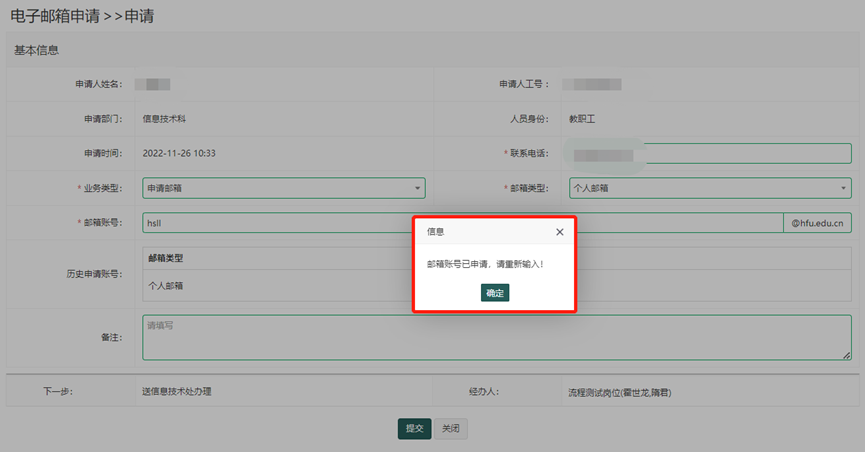 电子邮箱申请>>申请
基本信息
申请人姓名：
申请人工号：
申请部门： 信息技术科 人员身份： 教职工
申请时间： 2022-11-26 10:33 * 联系电话：
* 业务类型： 申请邮箱 * 邮箱类型： 个人邮箱
* 邮箱账号： hsll @hfu.edu.cn
信息
邮箱账号已申请，请重新输入！
确定
历史申请账号： 邮箱类型
个人邮箱
备注： 请填写
下一步： 送信息技术处办理 经办人： 流程测试岗位(霍世龙,隋君)
提交 关闭